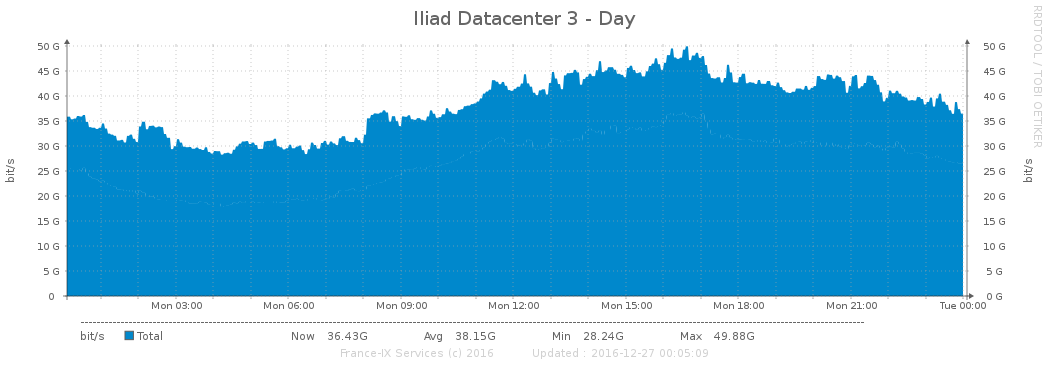 Iliad Datacenter 3 - Day
RRDTOOL / TOBI OETIKER
bit/s
50 G 50 G
45 G 45 G
40 G 40 G
35 G 35 G
30 G 30 G
25 G 25 G
20 G 20 G
15 G 15 G
10 G 10 G
5 G 5 G
0 0 G
bit/s
Mon 03:00 Mon 06:00 Mon 09:00 Mon 12:00 Mon 15:00 Mon 18:00 Mon 21:00 Tue 00:00
bit/s Total Now 36.43G Avg 38.15G Min 28.24G Max 49.88G
France-IX Services (c) 2016 Updated : 2016-12-27 00:05:09